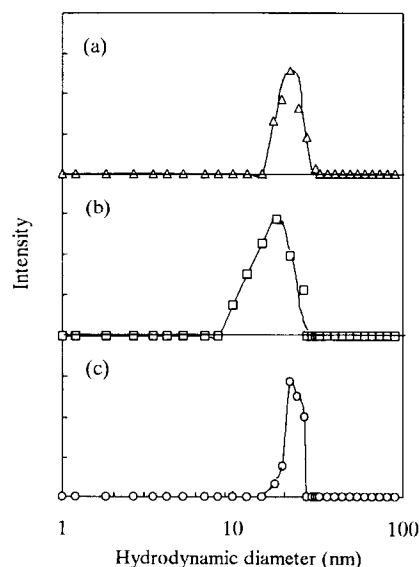 (a)
(b)
Intensity
(c)
1 10 100
Hydrodynamic diameter (nm)